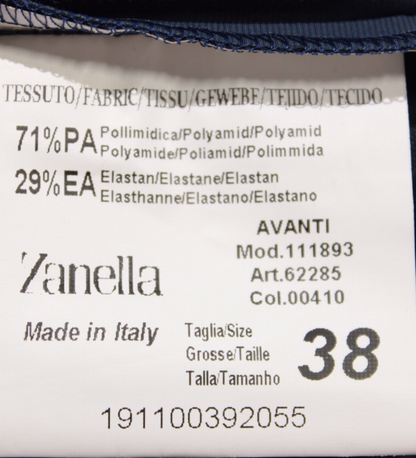 TESSUTO/FABRIC/TISSU/GEWEBE/TEJIDO/TECIDO
71%PA Pollimidica/Polyamid/Polyamid
Polyamide/Poliamid/Polimmida
29%EA Elastan/Elastane/Elastan
Elasthanne/Elastano/Elastano
AVANTI
Mod.111893
Art.62285
Col.00410
Zanella
Made in Italy
Taglia/Size
Grosse/Taille
Talla/Tamanho
38
191100392055